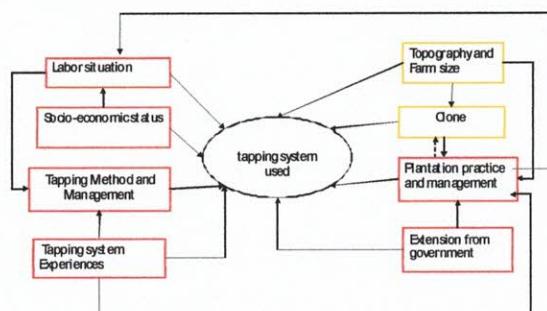 Labor situation
Socio-economic status
Tapping Method and
Management
Tapping system
Experiences
tapping system
used
Topography and
Farm size
Clone
Plantation practice
and management
Extension from
government